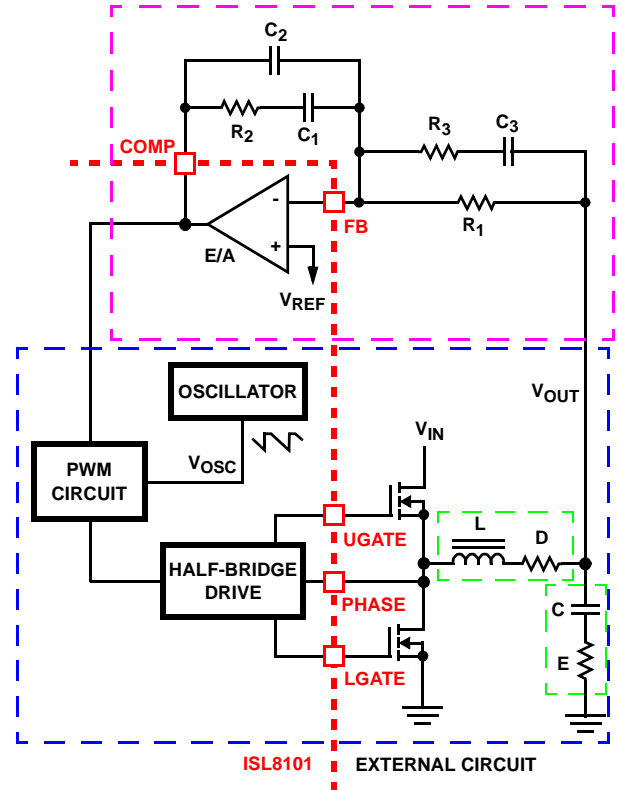 C2
R2
C1
COMP
R3
C3
-
FB
R1
E/A
+
VREF
OSCILLATOR
VOUT
VIN
PWM
CIRCUIT
VOSC
L
D
UGATE
HALF-BRIDGE
DRIVE
PHASE
C
E
LGATE
ISL8101
EXTERNAL CIRCUIT